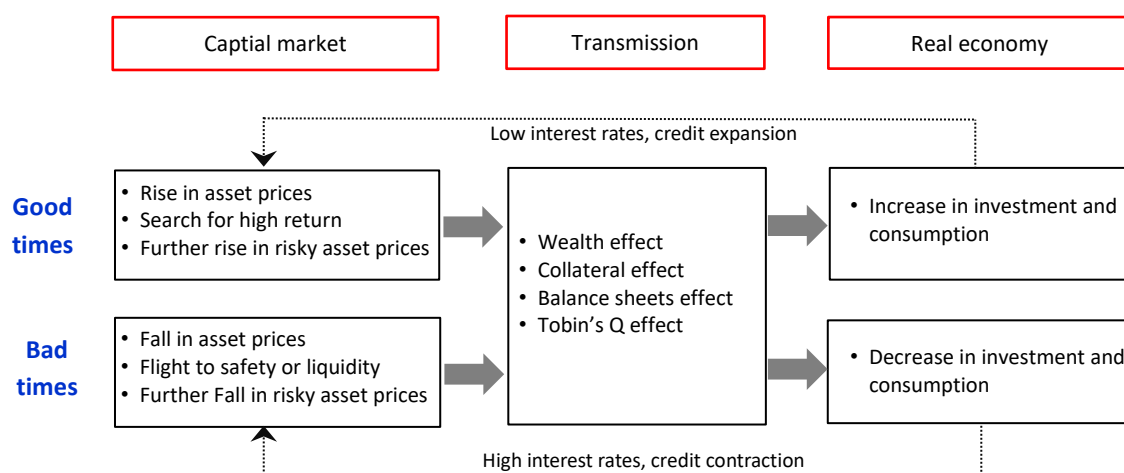 Captial market
Transmission
Real economy
Low interest rates, credit expansion
Good
times
• Rise in asset prices
• Search for high return
• Further rise in risky asset prices
• Wealth effect
• Collateral effect
• Balance sheets effect
• Tobin's Q effect
• Increase in investment and
consumption
Bad
times
• Fall in asset prices
• Flight to safety or liquidity
• Further Fall in risky asset prices
• Decrease in investment and
consumption
High interest rates, credit contraction